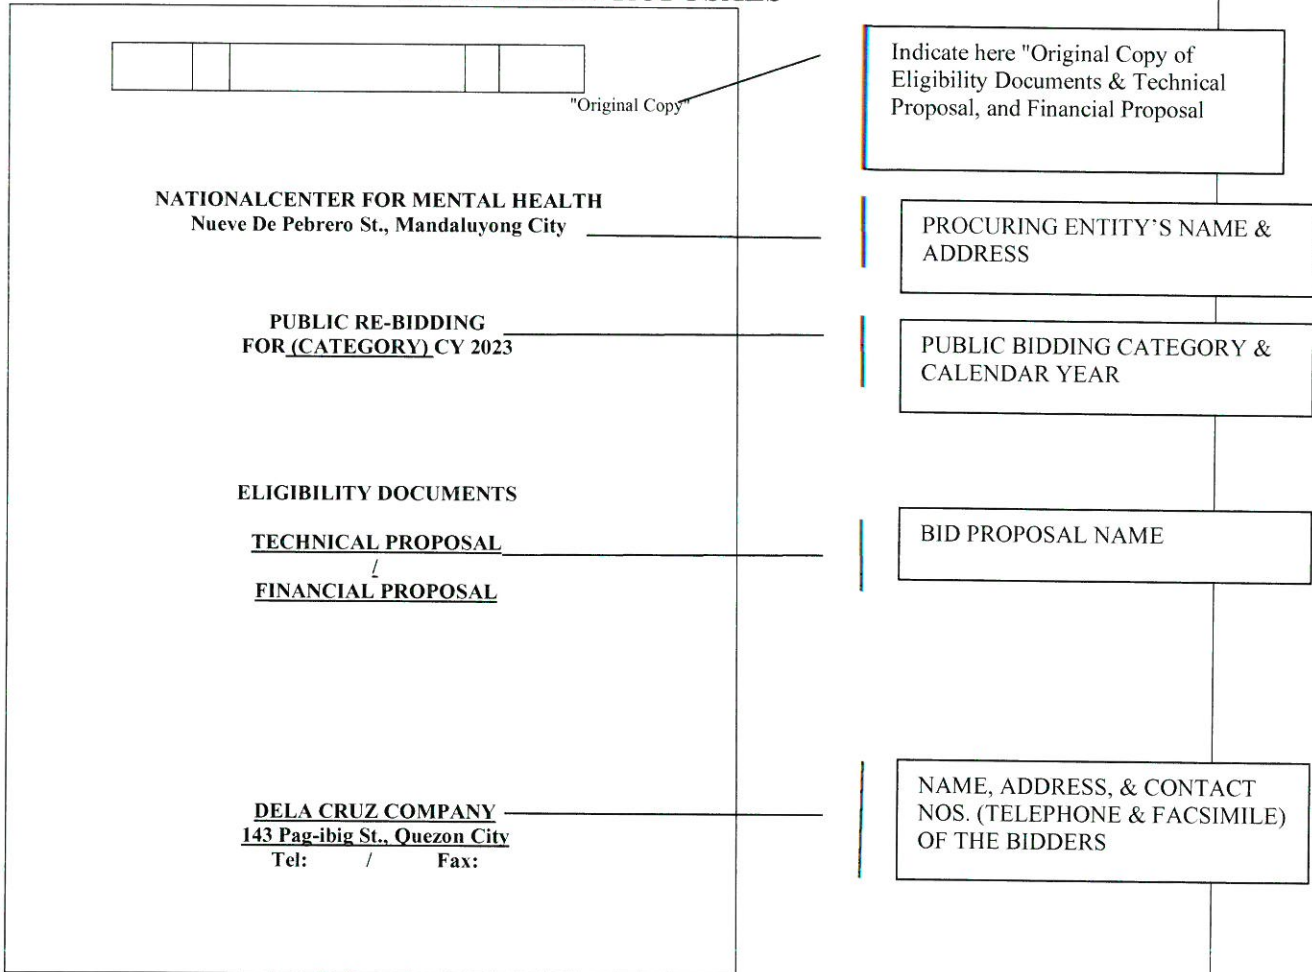 "Original Copy"
Indicate here "Original Copy of
Eligibility Documents & Technical
Proposal, and Financial Proposal
NATIONALCENTER FOR MENTAL HEALTH
Nueve De Pebrero St., Mandaluyong City
PROCURING ENTITY'S NAME &
ADDRESS
PUBLIC RE-BIDDING
FOR (CATEGORY) CY 2023
PUBLIC BIDDING CATEGORY &
CALENDAR YEAR
ELIGIBILITY DOCUMENTS
TECHNICAL PROPOSAL
/
FINANCIAL PROPOSAL
BID PROPOSAL NAME
DELA CRUZ COMPANY
143 Pag-ibig St., Quezon City
Tel: / Fax:
NAME, ADDRESS, & CONTACT
NOS. (TELEPHONE & FACSIMILE)
OF THE BIDDERS